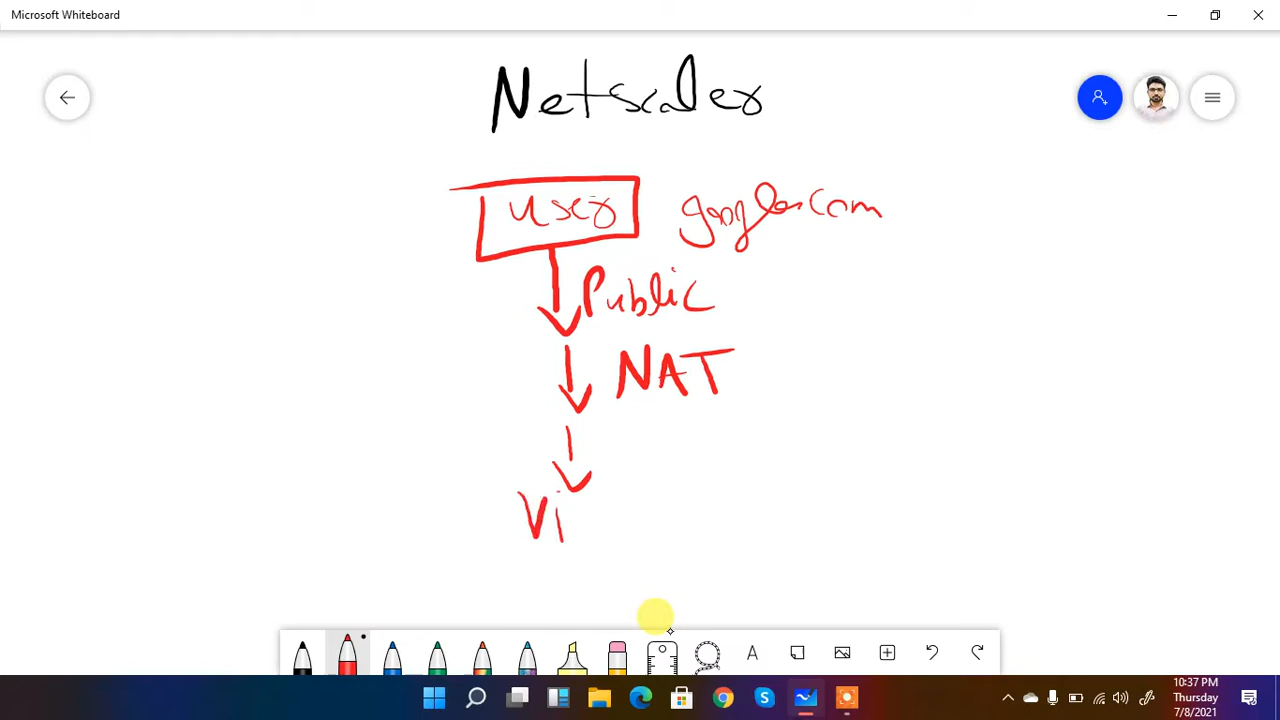 Microsoft Whiteboard
Netscaler
user google.com
Public
NAT
Vi
A
10:37 PM
Thursday
7/8/2021